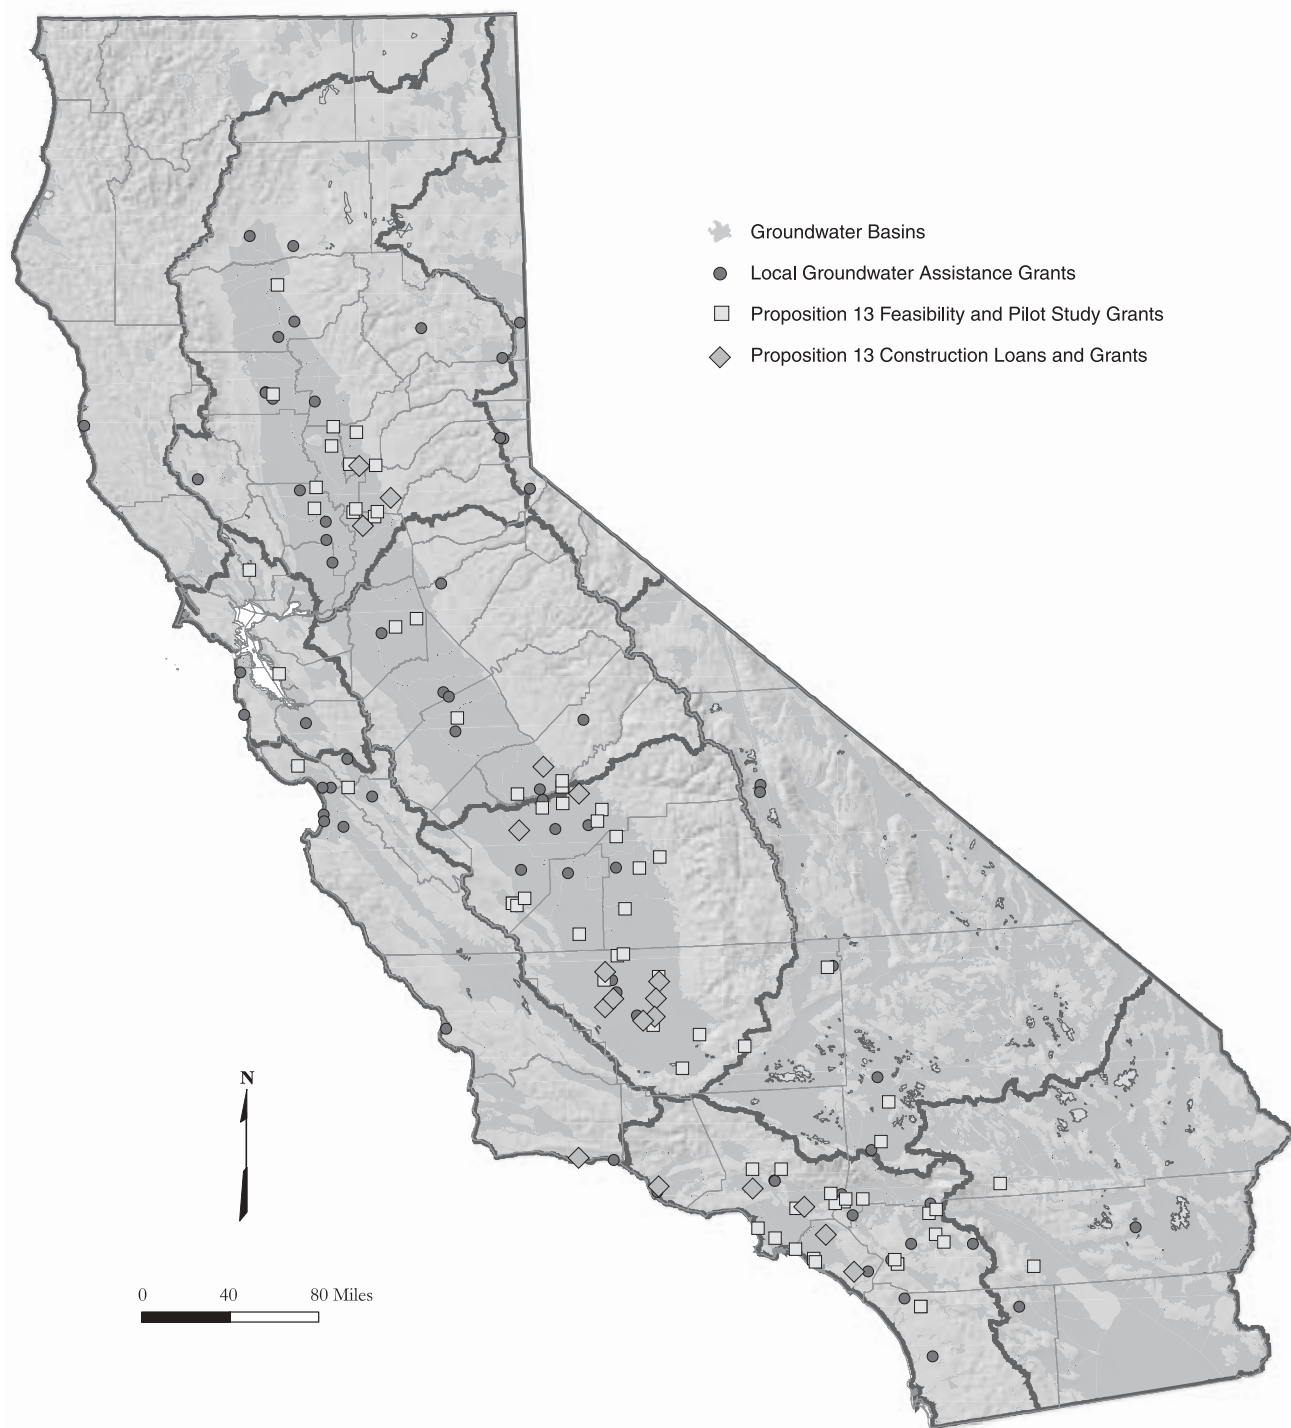 Groundwater Basins
Local Groundwater Assistance Grants
Proposition 13 Feasibility and Pilot Study Grants
Proposition 13 Construction Loans and Grants
N
0 40 80 Miles